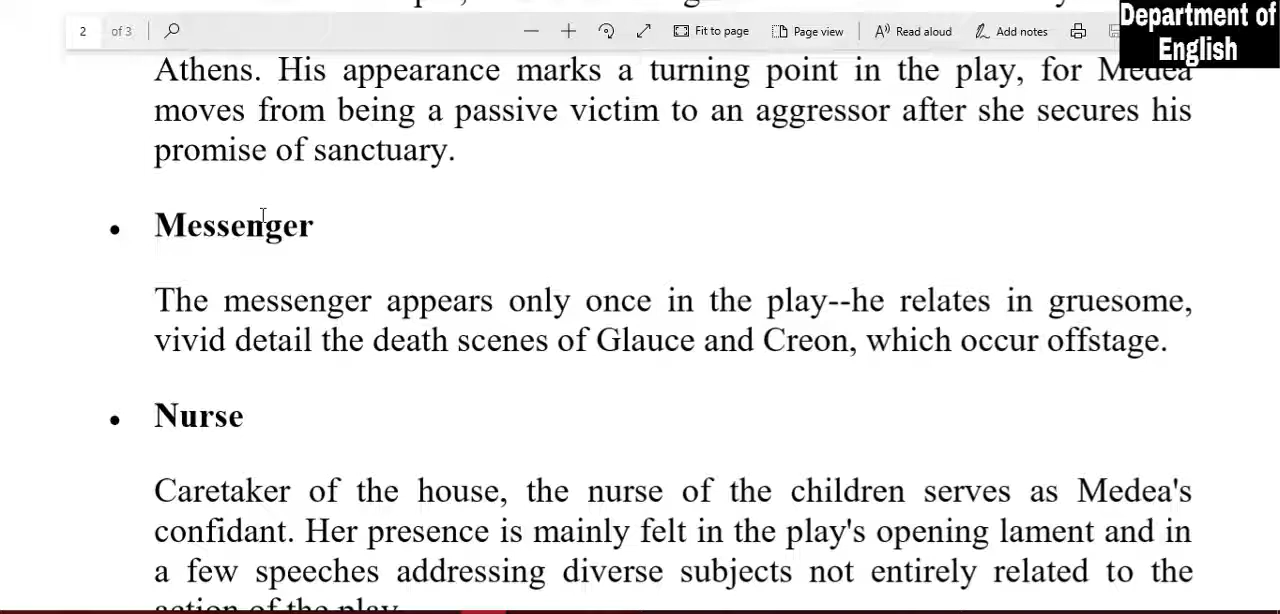 2 of 3 Fit to page Page view Read aloud Add notes
Department of
English
Athens. His appearance marks a turning point in the play, for Medea
moves from being a passive victim to an aggressor after she secures his
promise of sanctuary.
• Messenger
The messenger appears only once in the play--he relates in gruesome,
vivid detail the death scenes of Glauce and Creon, which occur offstage.
• Nurse
Caretaker of the house, the nurse of the children serves as Medea's
confidant. Her presence is mainly felt in the play's opening lament and in
a few speeches addressing diverse subjects not entirely related to the
action of the play.